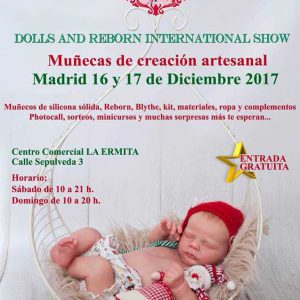 DOLLS AND REBORN INTERNATIONAL SHOW
Muñecas de creación artesanal
Madrid 16 y 17 de Diciembre 2017
Muñecos de silicona sólida, Reborn, Blythe, kit, materiales, ropa y complementos
Photocall, sorteos, minicursos y muchas sorpresas más te esperan...
Centro Comercial LA ERMITA
Calle Sepulveda 3
ENTRADA
GRATUITA
Horario:
Sábado de 10 a 21 h.
Domingo de 10 a 20 h.